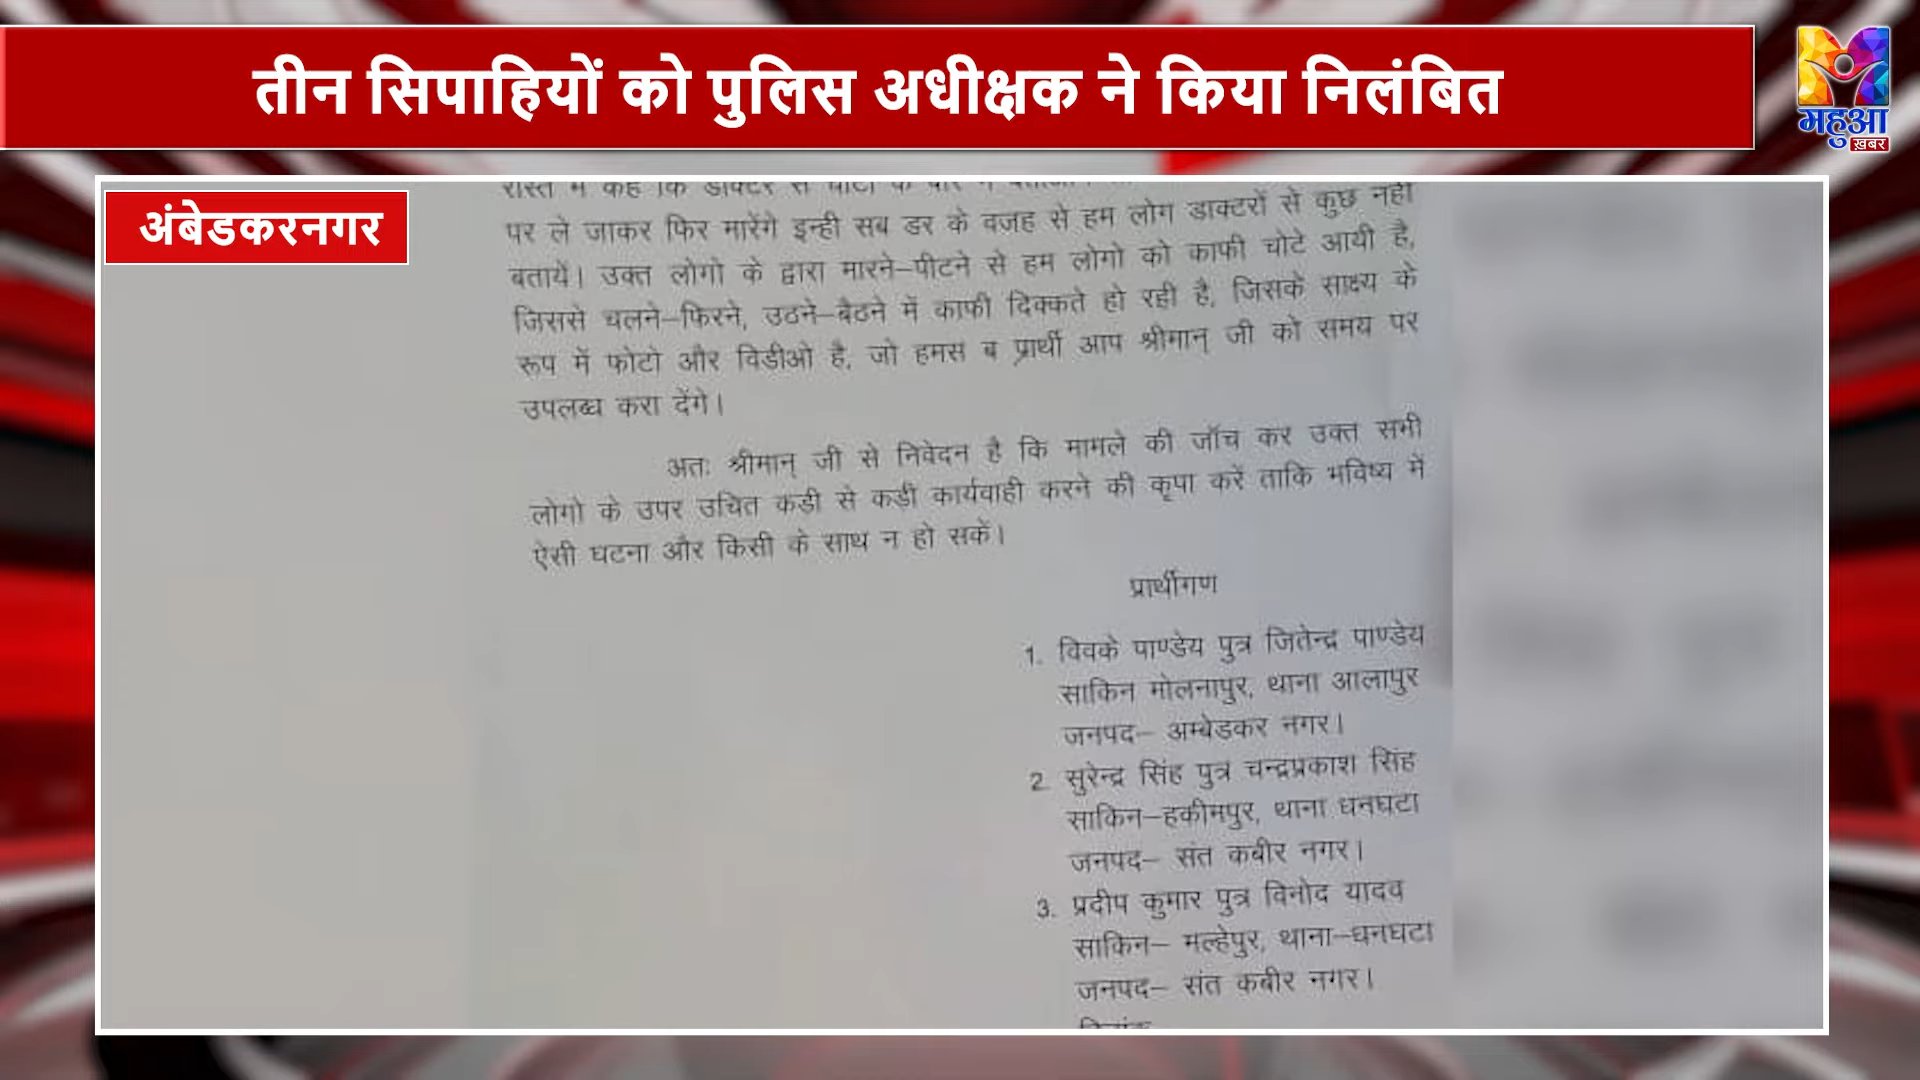 तीन सिपाहियों को पुलिस अधीक्षक ने किया निलंबित
महुआ
ख़बर
अंबेडकरनगर
पर ले जाकर फिर मारेंगे इन्ही सब डर के वजह से हम लोग डाक्टरों से कुछ नही
बतायें। उक्त लोगो के द्वारा मारने–पीटने से हम लोगो को काफी चोटे आयी है,
जिससे चलने–फिरने, उठने–बैठने में काफी दिक्कते हो रही है, जिसके साक्ष्य के
रूप में फोटो और विडीओ है, जो हमस ब प्रार्थी आप श्रीमान् जी को समय पर
उपलब्ध करा देंगे।
अतः श्रीमान् जी से निवेदन है कि मामले की जॉच कर उक्त सभी
लोगो के उपर उचित कडी से कड़ी कार्यवाही करने की कृपा करें ताकि भविष्य में
ऐसी घटना और किसी के साथ न हो सकें।
प्रार्थीगण
1. विवके पाण्डेय पुत्र जितेन्द्र पाण्डेय
साकिन मोलनापुर, थाना आलापुर
जनपद– अम्बेडकर नगर।
2. सुरेन्द्र सिंह पुत्र चन्द्रप्रकाश सिंह
साकिन–हकीमपुर, थाना धनघटा
जनपद– संत कबीर नगर।
3. प्रदीप कुमार पुत्र विनोद यादव
साकिन– मल्हेपुर, थाना–धनघटा
जनपद– संत कबीर नगर।